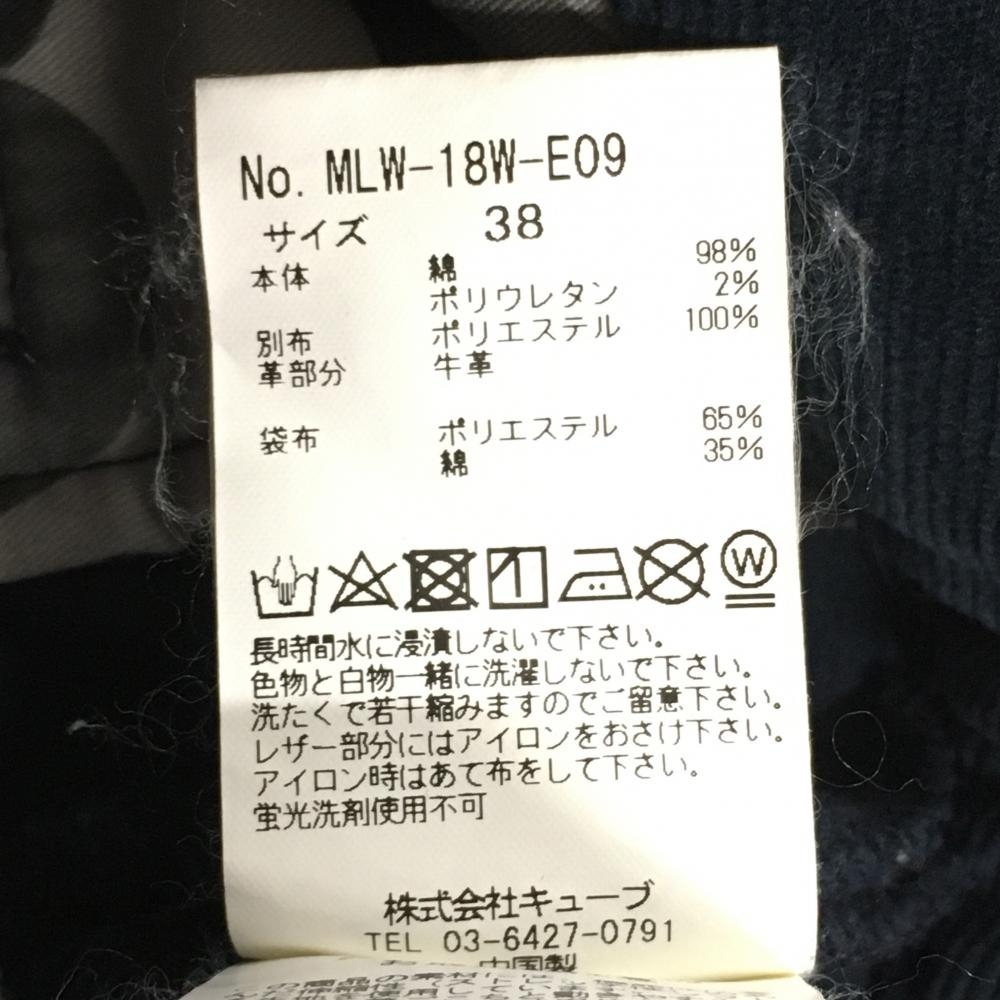 No. MLW-18W-E09
サイズ 38
本体 綿 98%
ポリウレタン 2%
別布 ポリエステル 100%
革部分 牛革
袋布 ポリエステル 65%
綿 35%
W
長時間水に浸漬しないで下さい。
色物と白物一緒に洗濯しないで下さい。
洗たくで若干縮みますのでご留意下さい。
レザー部分にはアイロンをおさけ下さい。
アイロン時はあて布をして下さい。
蛍光洗剤使用不可
株式会社キューブ
TEL 03-6427-0791
中国製